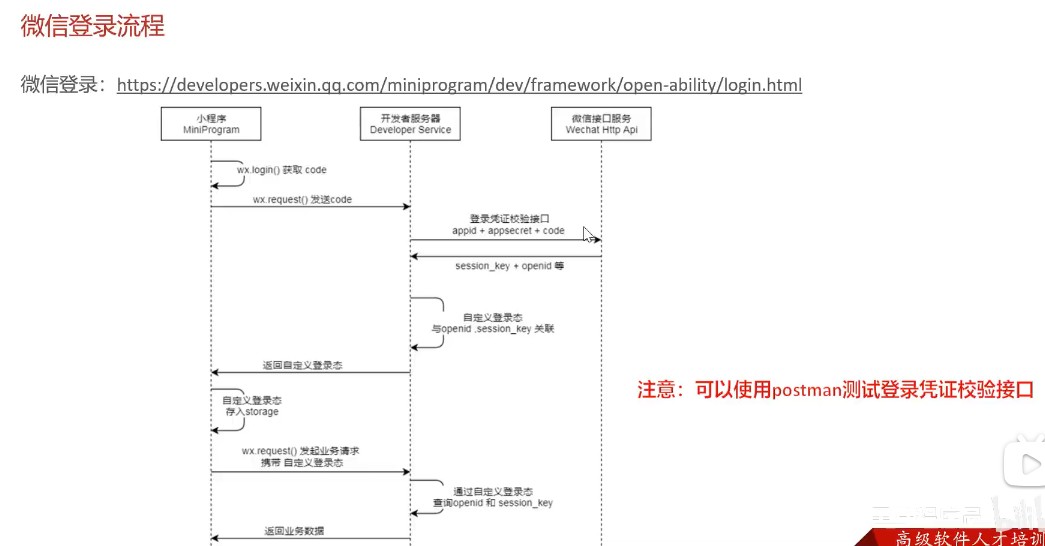 微信登录流程
微信登录：https://developers.weixin.qq.com/miniprogram/dev/framework/open-ability/login.html
小程序
MiniProgram
开发者服务器
Developer Service
微信接口服务
Wechat Http Api
wx.login() 获取 code
wx.request() 发送code
登录凭证校验接口
appid + appsecret + code
session_key + openid 等
自定义登录态
与openid ,session_key 关联
返回自定义登录态
注意：可以使用postman测试登录凭证校验接口
自定义登录态
存入storage
wx.request() 发起业务请求
携带 自定义登录态
通过自定义登录态
查询openid 和 session_key
返回业务数据
高级软件人才培训